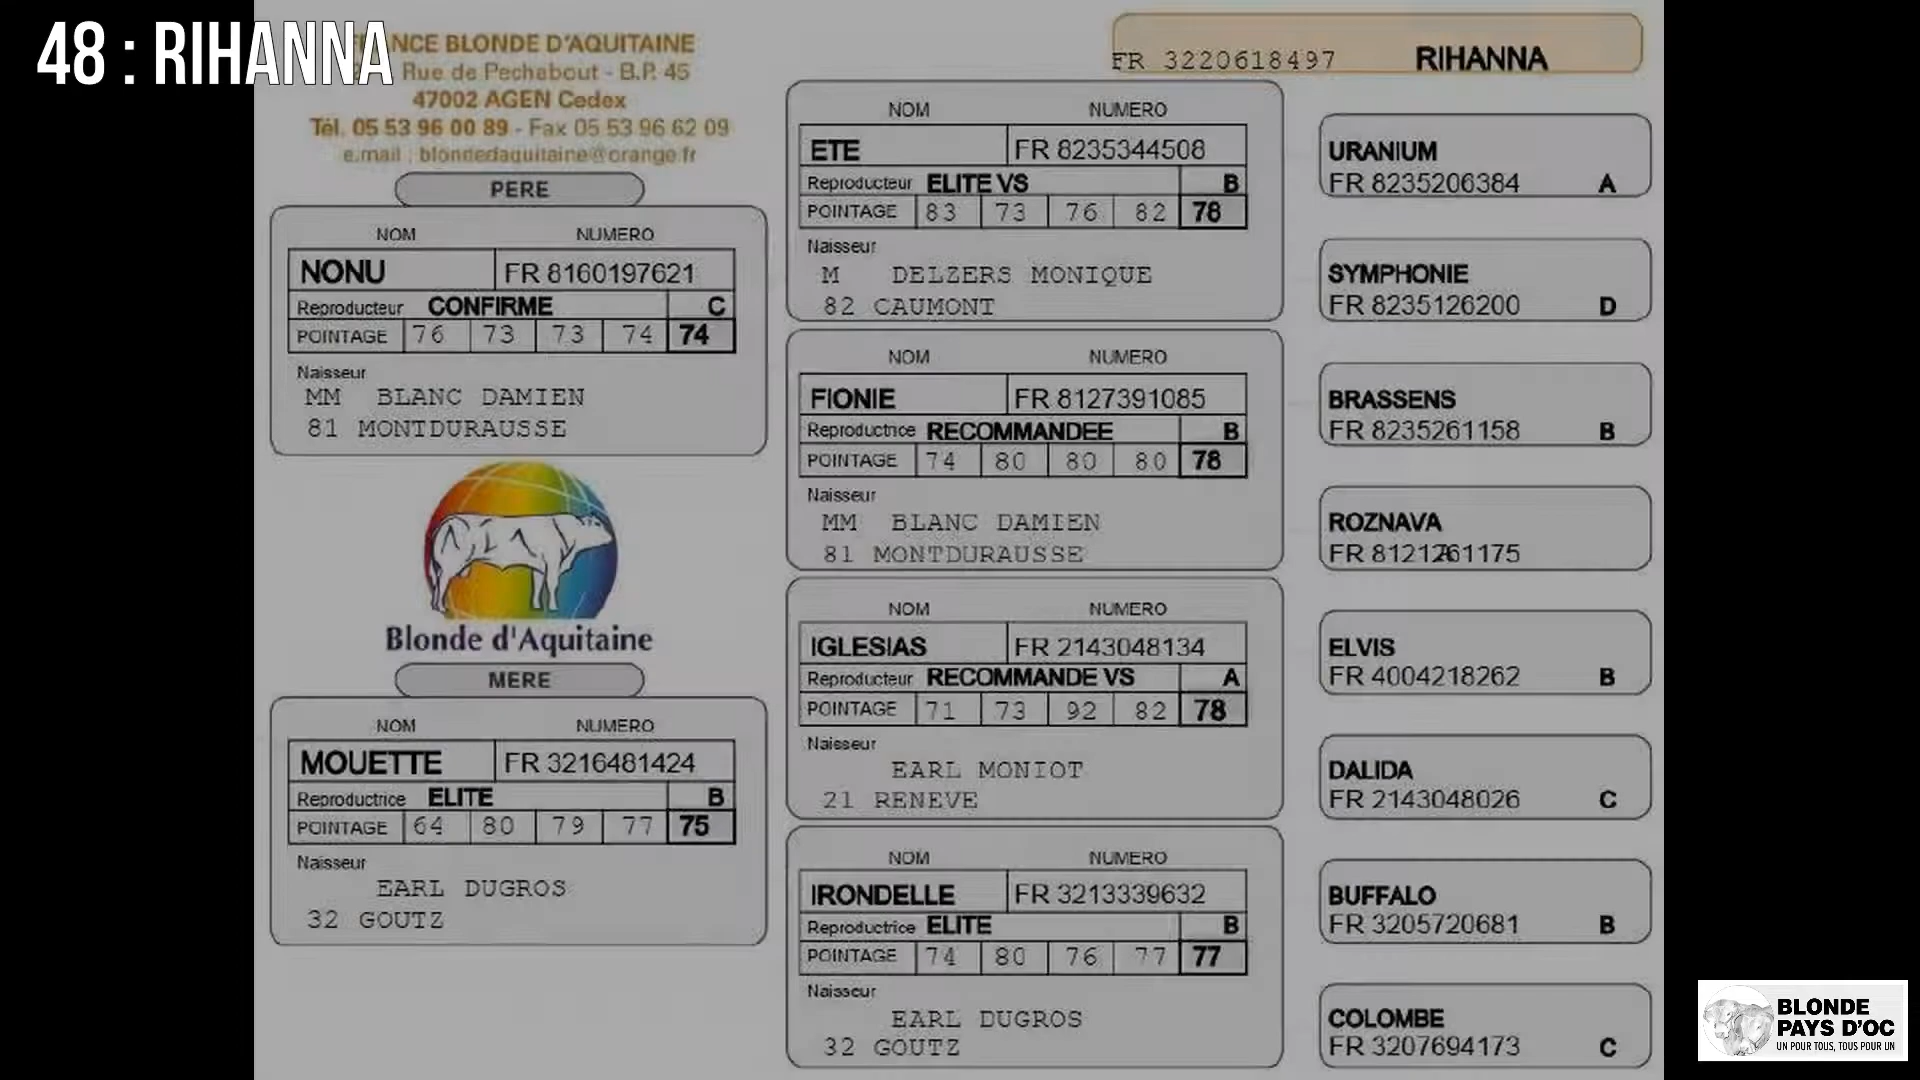 48 : RIHANNA
NCE BLONDE D'AQUITAINE
Rue de Pechabout - B.P. 45
47002 AGEN Cedex
Tél. 05 53 96 00 89 - Fax 05 53 96 62 09
e.mail : blondedaquitaine@orange.fr
FR 3220618497 RIHANNA
PERE
NOM NUMERO
NONU FR 8160197621
Reproducteur CONFIRME C
POINTAGE 76 73 73 74 74
Naisseur
MM BLANC DAMIEN
81 MONTDURAUSSE
Blonde d'Aquitaine
MERE
NOM NUMERO
MOUETTE FR 3216481424
Reproductrice ELITE B
POINTAGE 64 80 79 77 75
Naisseur
EARL DUGROS
32 GOUTZ
NOM NUMERO
ETE FR 8235344508
Reproducteur ELITE VS B
POINTAGE 83 73 76 82 78
Naisseur
M DELZERS MONIQUE
82 CAUMONT
NOM NUMERO
FIONIE FR 8127391085
Reproductrice RECOMMANDEE B
POINTAGE 74 80 80 80 78
Naisseur
MM BLANC DAMIEN
81 MONTDURAUSSE
NOM NUMERO
IGLESIAS FR 2143048134
Reproducteur RECOMMANDE VS A
POINTAGE 71 73 92 82 78
Naisseur
EARL MONIOT
21 RENEVE
NOM NUMERO
IRONDELLE FR 3213339632
Reproductrice ELITE B
POINTAGE 74 80 76 77 77
Naisseur
EARL DUGROS
32 GOUTZ
URANIUM
FR 8235206384 A
SYMPHONIE
FR 8235126200 D
BRASSENS
FR 8235261158 B
ROZNAVA
FR 8121261175
ELVIS
FR 4004218262 B
DALIDA
FR 2143048026 C
BUFFALO
FR 3205720681 B
COLOMBE
FR 3207694173 C
BLONDE
PAYS D'OC
UN POUR TOUS, TOUS POUR UN